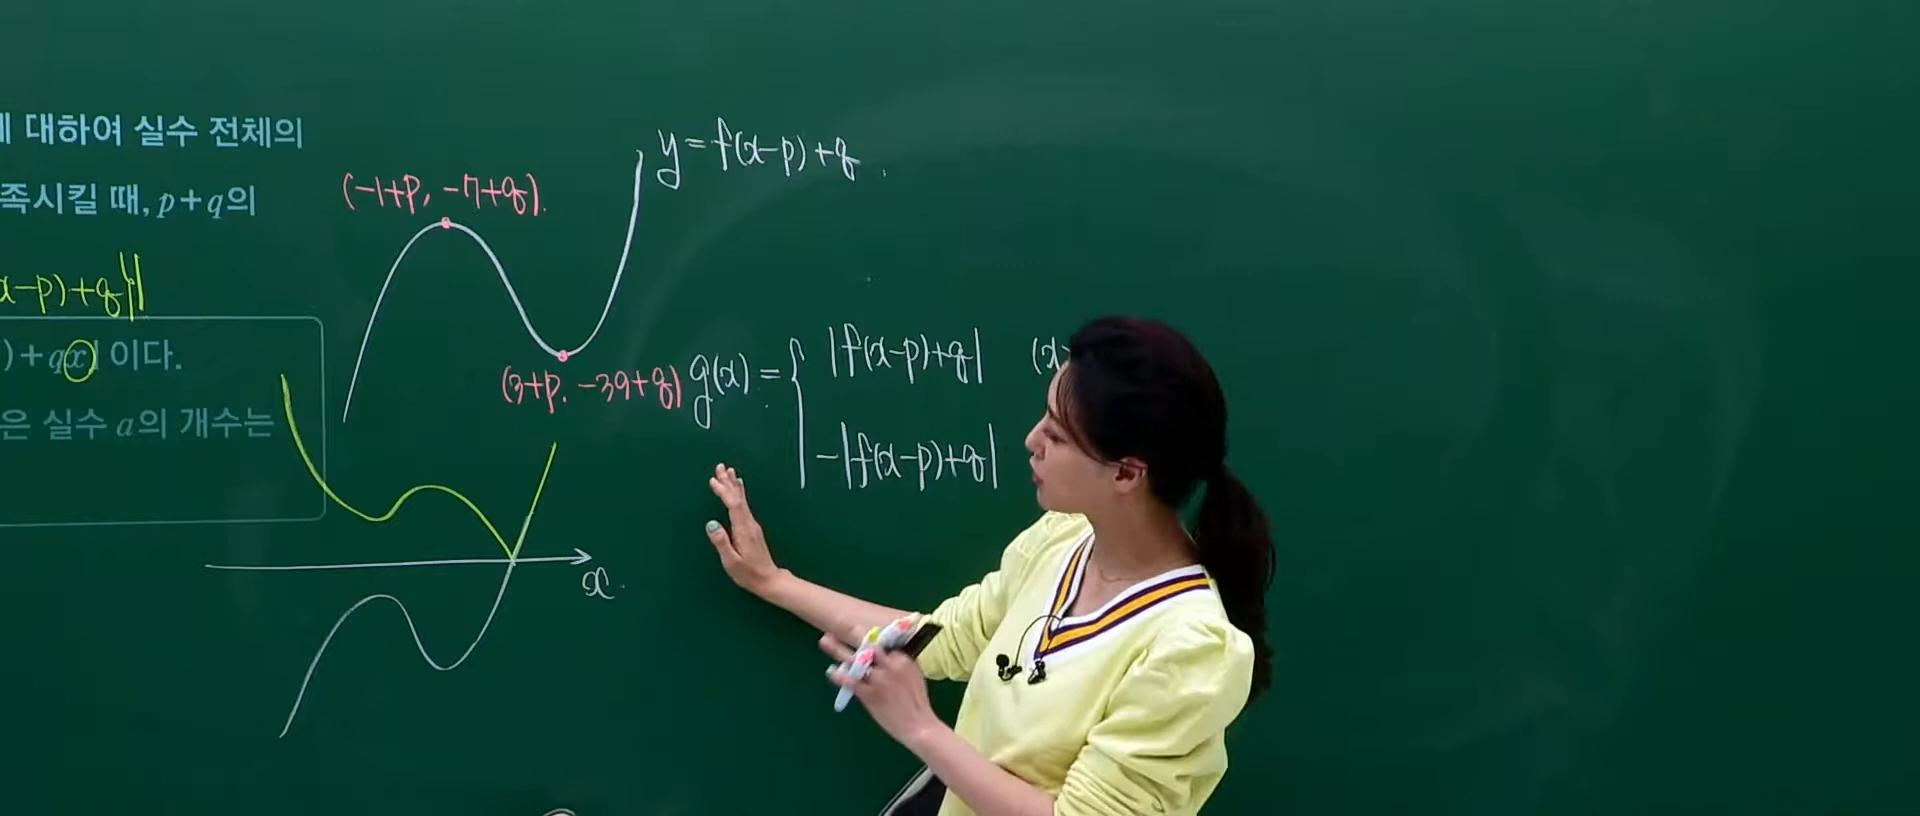 대하여 실수 전체의
족시킬 때, p+q의
x-p)+q}|
)+qx| 이다.
은 실수 a의 개수는
(-1+p, -7+q).
y=f(x-p)+q.
(3+p. -39+q)
g(x)= { |f(x-p)+q| (x
-|f(x-p)+q|
x.